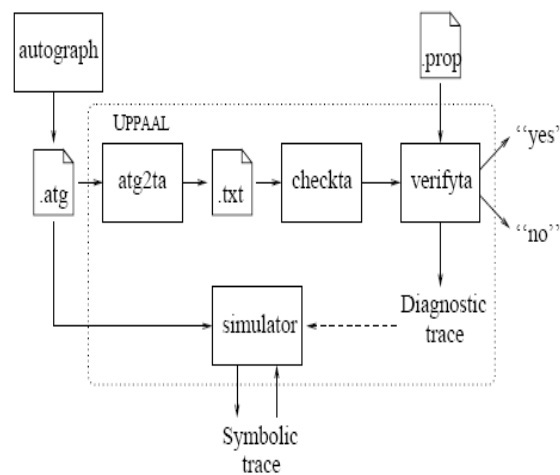 autograph
.prop
UPPAAL
“yes”
.atg
atg2ta
.txt
checkta
verifyta
“no”
simulator
Diagnostic
trace
Symbolic
trace